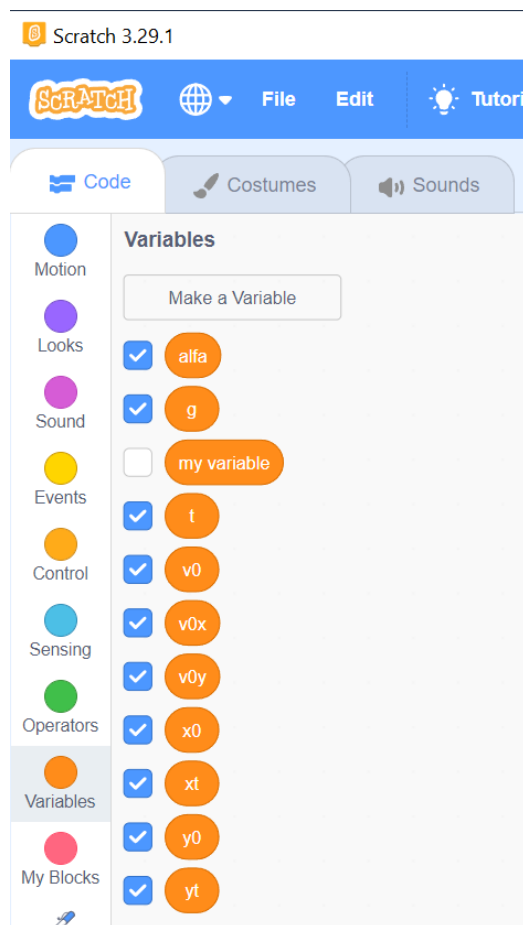 Scratch 3.29.1
SCRATCH File Edit Tutori
Code Costumes Sounds
Motion
Looks
Sound
Events
Control
Sensing
Operators
Variables
My Blocks
Variables
Make a Variable
alfa
g
my variable
t
v0
v0x
v0y
x0
xt
y0
yt